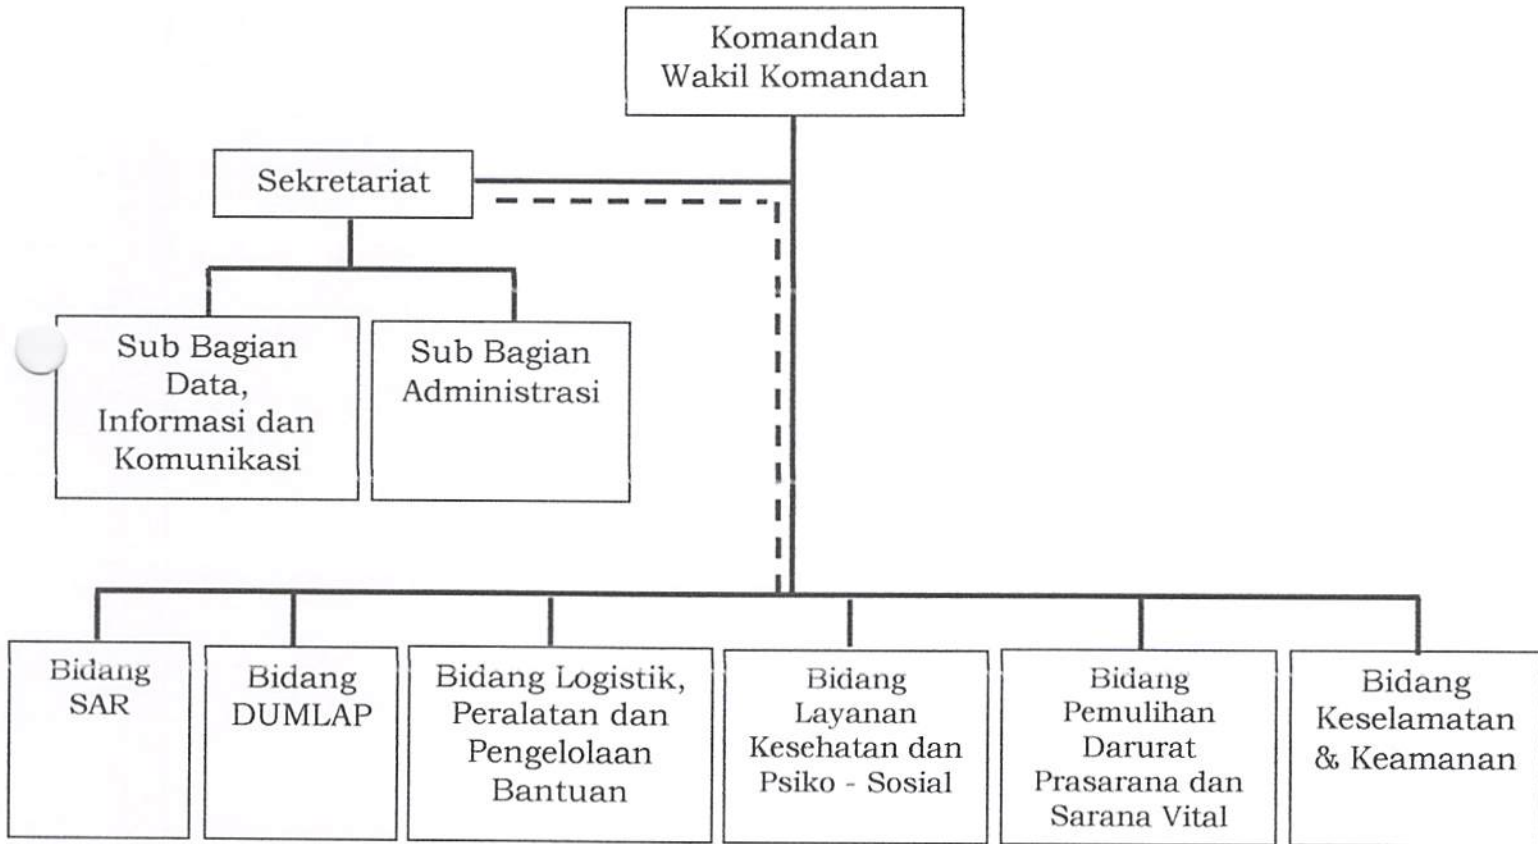 Komandan
Wakil Komandan
Sekretariat
Sub Bagian
Data,
Informasi dan
Komunikasi
Sub Bagian
Administrasi
Bidang
SAR
Bidang
DUMLAP
Bidang Logistik,
Peralatan dan
Pengelolaan
Bantuan
Bidang
Layanan
Kesehatan dan
Psiko - Sosial
Bidang
Pemulihan
Darurat
Prasarana dan
Sarana Vital
Bidang
Keselamatan
& Keamanan